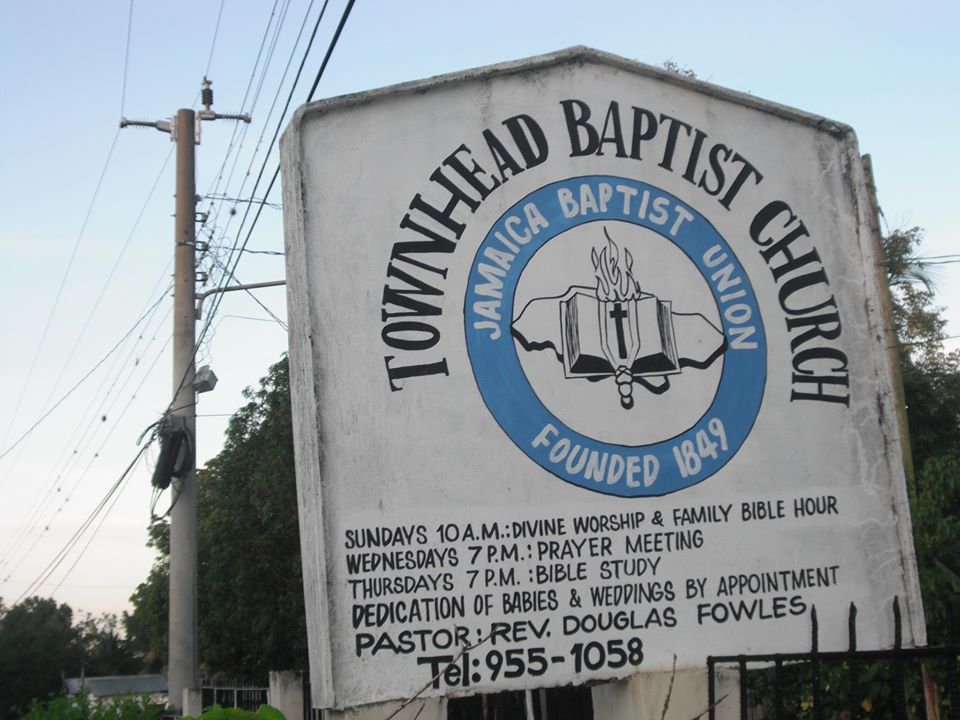 TOWNHEAD BAPTIST CHURCH
JAMAICA BAPTIST UNION
FOUNDED 1849
SUNDAYS 10 A.M.: DIVINE WORSHIP & FAMILY BIBLE HOUR
WEDNESDAYS 7 P.M.: PRAYER MEETING
THURSDAYS 7 P.M. : BIBLE STUDY
DEDICATION OF BABIES & WEDDINGS BY APPOINTMENT
PASTOR: REV. DOUGLAS FOWLES
Tel: 955-1058